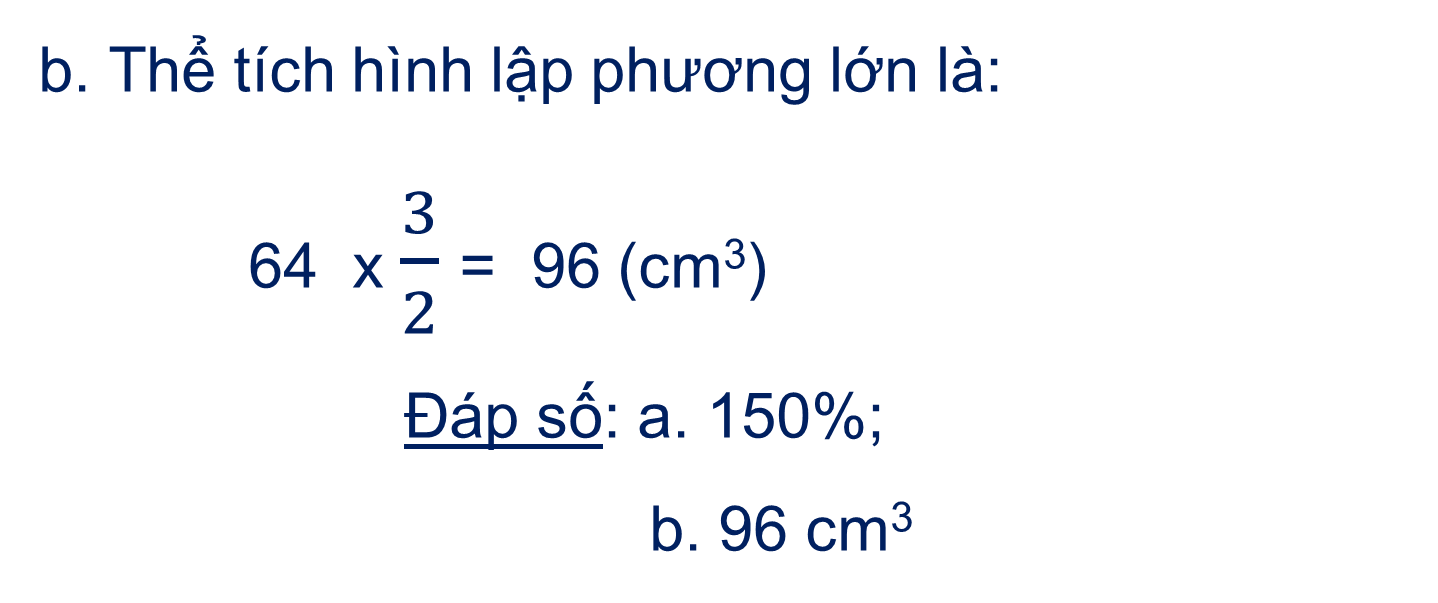 b. Thể tích hình lập phương lớn là:
64 x 3/2 = 96 (cm³)
Đáp số: a. 150%;
b. 96 cm³